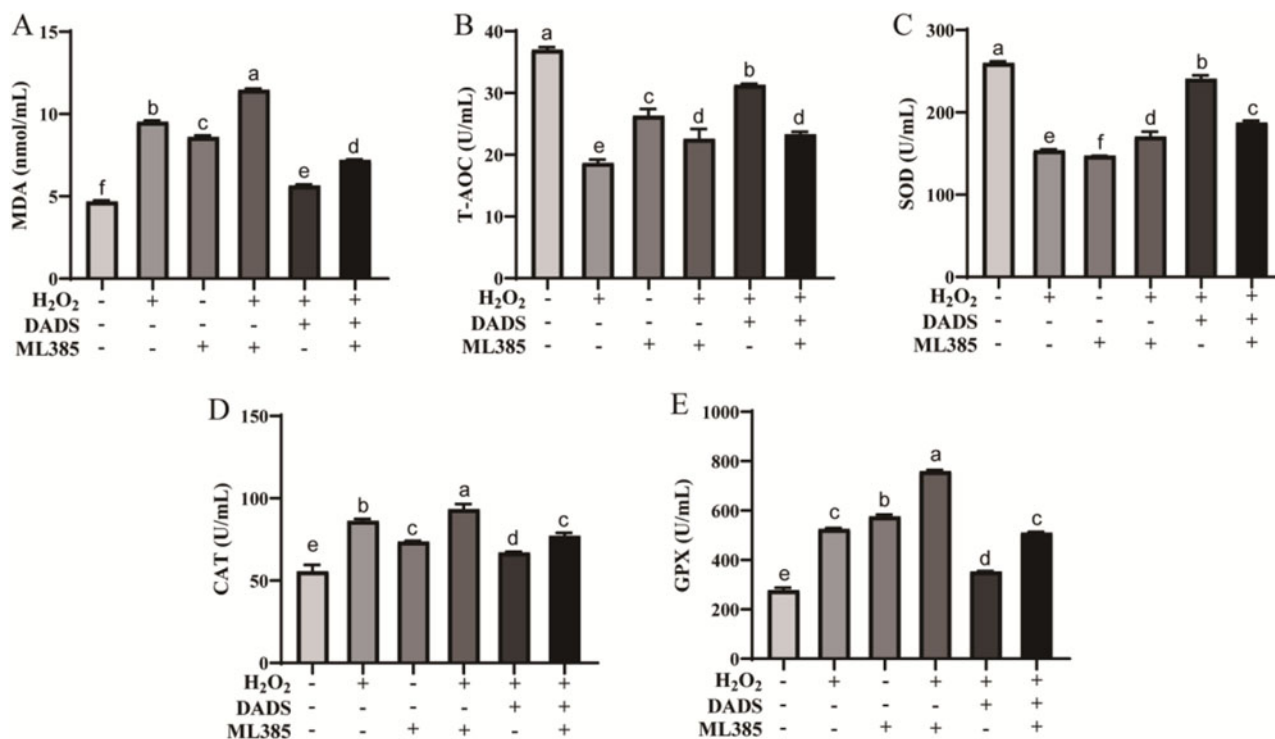 A
MDA (nmol/mL)
15
10
5
0
f
b
c
a
e
d
H₂O₂ - + - + + +
DADS - - - - + +
ML385 - - + + - +
B
T-AOC (U/mL)
40
30
20
10
0
a
e
c
d
b
d
H₂O₂ - + - + + +
DADS - - - - + +
ML385 - - + + - +
C
SOD (U/mL)
300
200
100
0
a
e
f
d
b
c
H₂O₂ - + - + + +
DADS - - - - + +
ML385 - - + + - +
D
CAT (U/mL)
150
100
50
0
e
b
c
a
d
c
H₂O₂ - + - + + +
DADS - - - - + +
ML385 - - + + - +
E
GPX (U/mL)
1000
800
600
400
200
0
e
c
b
a
d
c
H₂O₂ - + - + + +
DADS - - - - + +
ML385 - - + + - +